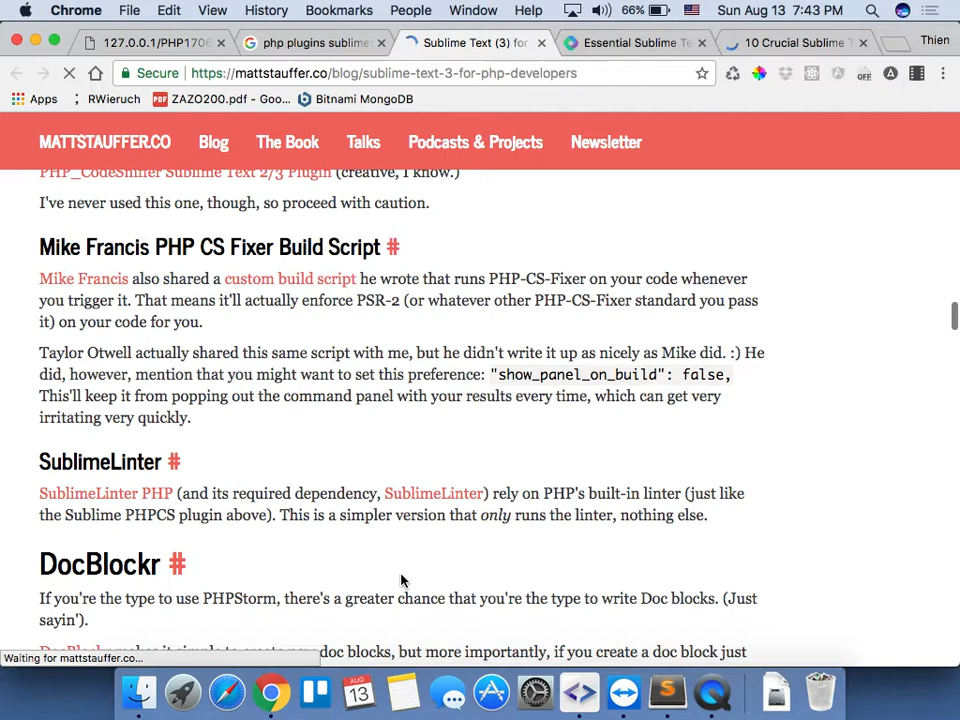 Chrome File Edit View History Bookmarks People Window Help 66% Sun Aug 13 7:43 PM
127.0.0.1/PHP1706 php plugins sublime Sublime Text (3) for Essential Sublime Te 10 Crucial Sublime T Thien
Secure https://mattstauffer.co/blog/sublime-text-3-for-php-developers OFF
Apps RWieruch PDF ZAZO200.pdf - Goo... Bitnami MongoDB
MATTSTAUFFER.CO Blog The Book Talks Podcasts & Projects Newsletter
PHP_CodeSniffer Sublime Text 2/3 Plugin (creative, I know.)
I've never used this one, though, so proceed with caution.
Mike Francis PHP CS Fixer Build Script #
Mike Francis also shared a custom build script he wrote that runs PHP-CS-Fixer on your code whenever
you trigger it. That means it'll actually enforce PSR-2 (or whatever other PHP-CS-Fixer standard you pass
it) on your code for you.
Taylor Otwell actually shared this same script with me, but he didn't write it up as nicely as Mike did. :) He
did, however, mention that you might want to set this preference: "show_panel_on_build": false,
This'll keep it from popping out the command panel with your results every time, which can get very
irritating very quickly.
SublimeLinter #
SublimeLinter PHP (and its required dependency, SublimeLinter) rely on PHP's built-in linter (just like
the Sublime PHPCS plugin above). This is a simpler version that only runs the linter, nothing else.
DocBlockr #
If you're the type to use PHPStorm, there's a greater chance that you're the type to write Doc blocks. (Just
sayin').
DocBlockr makes it simple to create new doc blocks, but more importantly, if you create a doc block just
Waiting for mattstauffer.co...
AUG
13